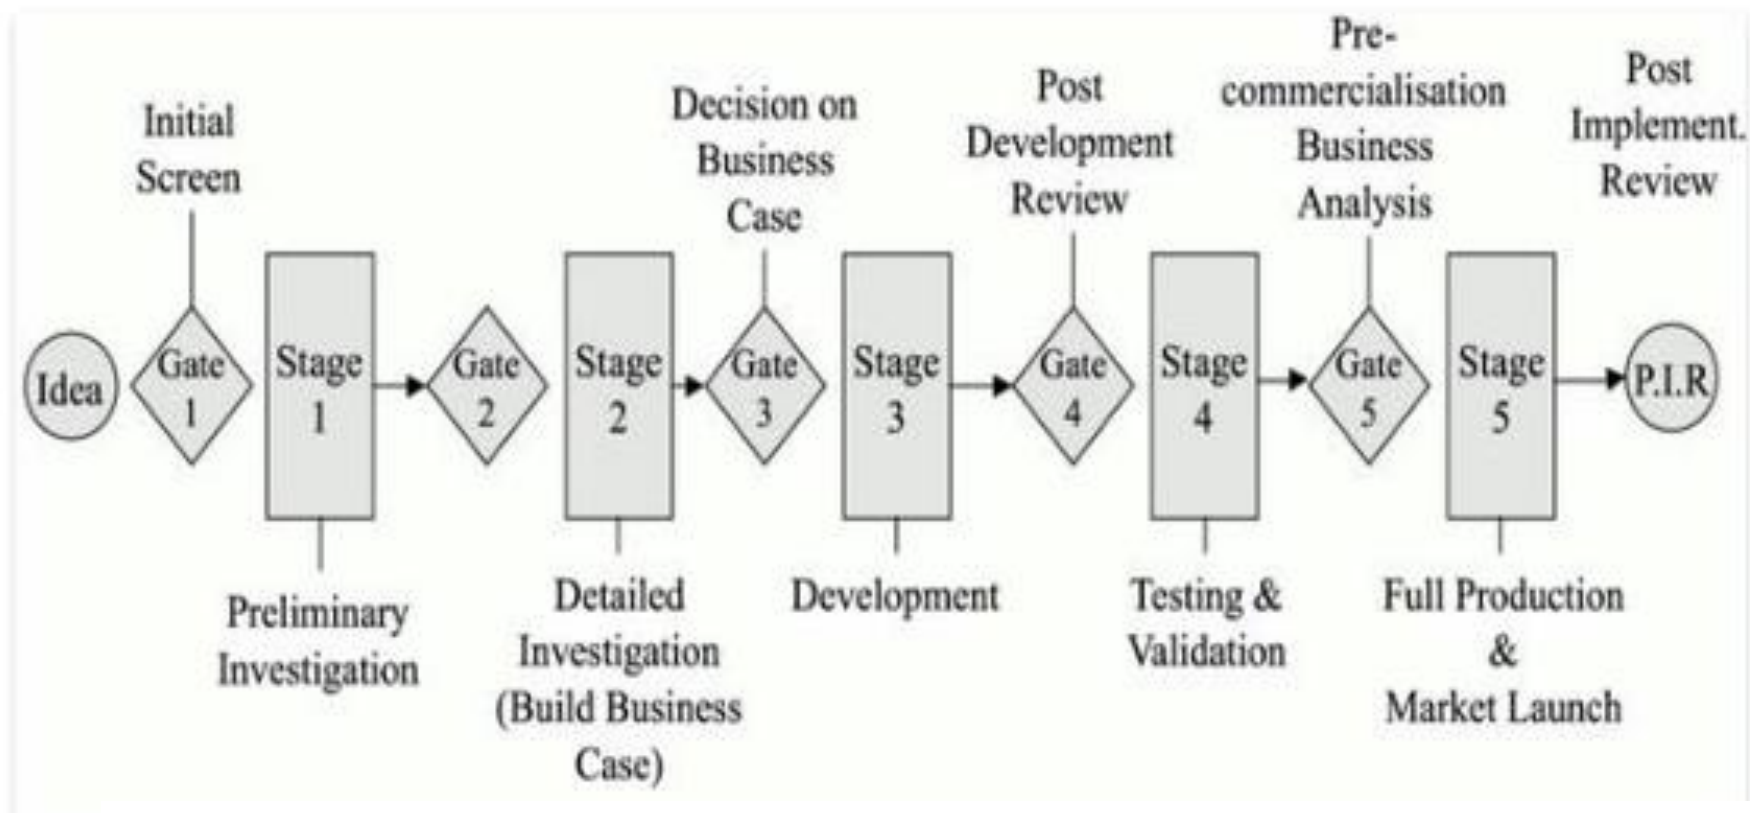 Initial
Screen
Decision on
Business
Case
Post
Development
Review
Pre-
commercialisation
Business
Analysis
Post
Implement.
Review
Idea
Gate
1
Stage
1
Gate
2
Stage
2
Gate
3
Stage
3
Gate
4
Stage
4
Gate
5
Stage
5
P.I.R
Preliminary
Investigation
Detailed
Investigation
(Build Business
Case)
Development
Testing &
Validation
Full Production
&
Market Launch